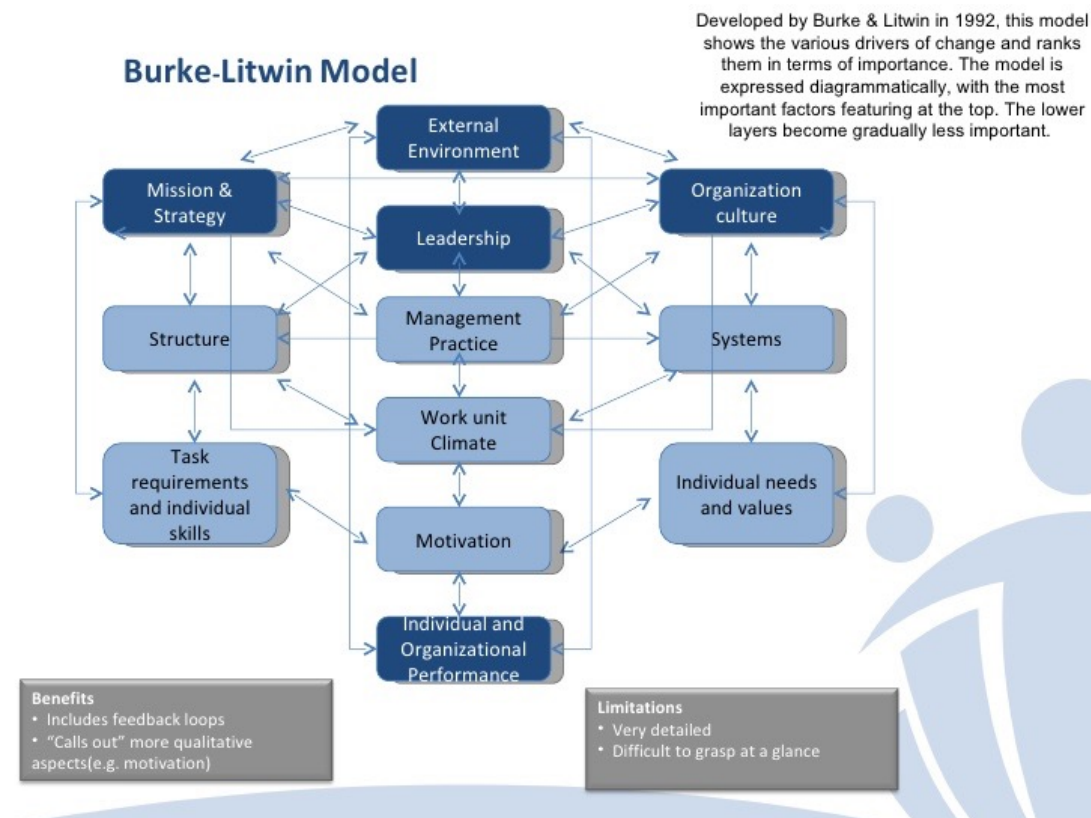 Developed by Burke & Litwin in 1992, this model
shows the various drivers of change and ranks
them in terms of importance. The model is
expressed diagrammatically, with the most
important factors featuring at the top. The lower
layers become gradually less important.
Burke-Litwin Model
External
Environment
Mission &
Strategy
Leadership
Organization
culture
Structure
Management
Practice
Systems
Work unit
Climate
Task
requirements
and individual
skills
Individual needs
and values
Motivation
Individual and
Organizational
Performance
Benefits
• Includes feedback loops
• “Calls out” more qualitative
aspects(e.g. motivation)
Limitations
• Very detailed
• Difficult to grasp at a glance